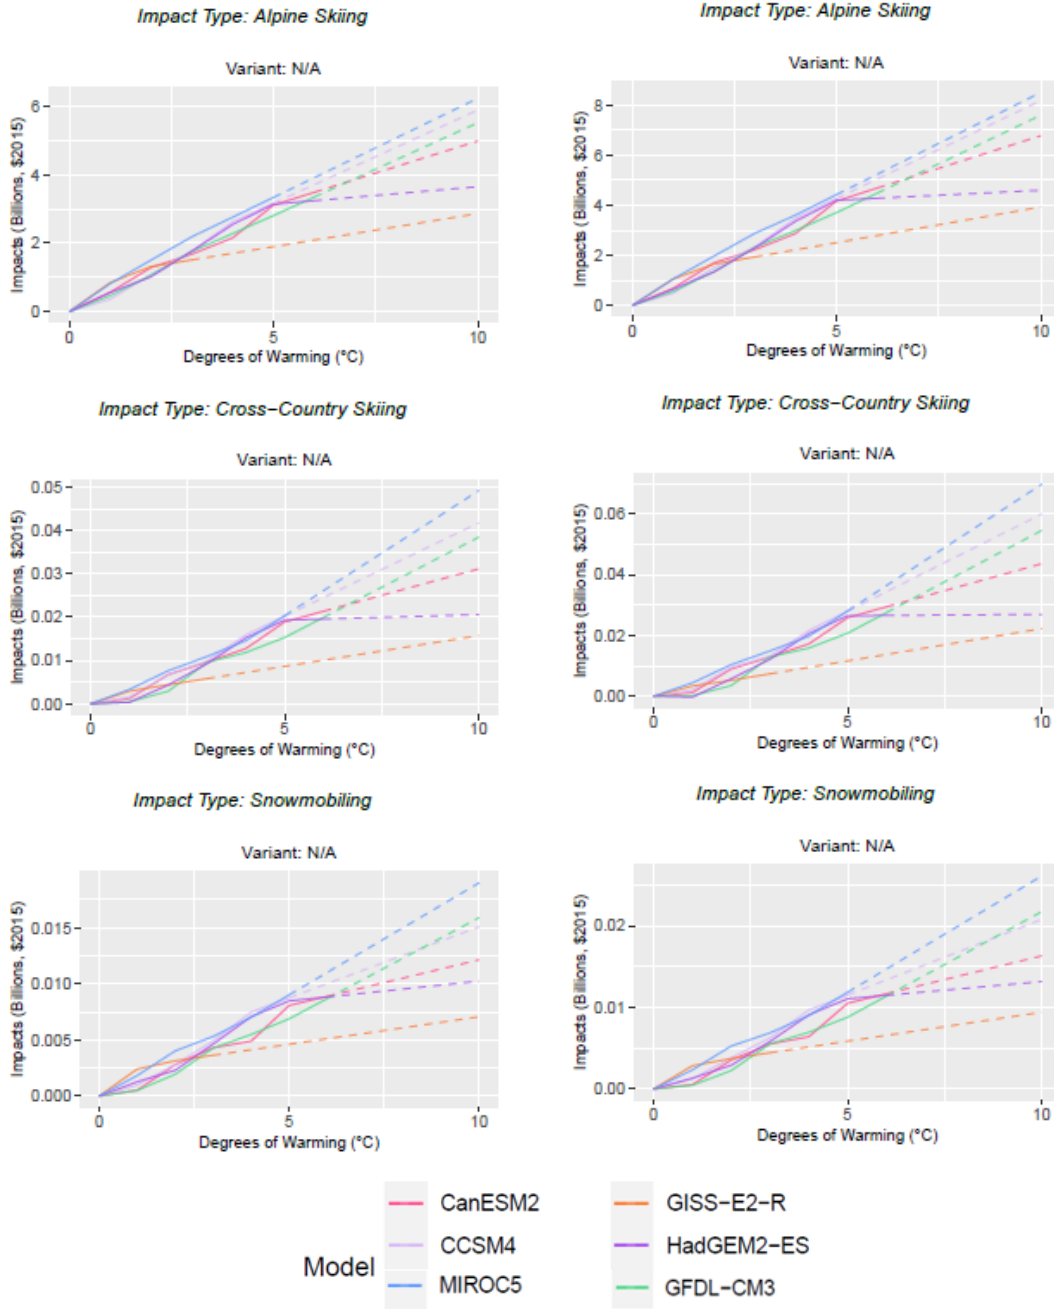 Impact Type: Alpine Skiing
Variant: N/A
Impacts (Billions, $2015)
6
4
2
0
0
5
10
Degrees of Warming (°C)
Impact Type: Alpine Skiing
Variant: N/A
Impacts (Billions, $2015)
8
6
4
2
0
0
5
10
Degrees of Warming (°C)
Impact Type: Cross−Country Skiing
Variant: N/A
Impacts (Billions, $2015)
0.05
0.04
0.03
0.02
0.01
0.00
0
5
10
Degrees of Warming (°C)
Impact Type: Cross−Country Skiing
Variant: N/A
Impacts (Billions, $2015)
0.06
0.04
0.02
0.00
0
5
10
Degrees of Warming (°C)
Impact Type: Snowmobiling
Variant: N/A
Impacts (Billions, $2015)
0.015
0.010
0.005
0.000
0
5
10
Degrees of Warming (°C)
Impact Type: Snowmobiling
Variant: N/A
Impacts (Billions, $2015)
0.02
0.01
0.00
0
5
10
Degrees of Warming (°C)
Model
CanESM2
CCSM4
MIROC5
GISS−E2−R
HadGEM2−ES
GFDL−CM3